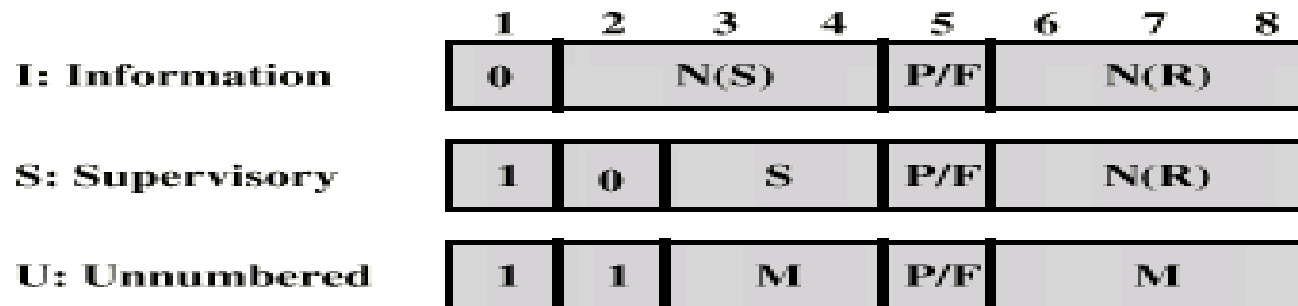 1 2 3 4 5 6 7 8
I: Information 0 N(S) P/F N(R)
S: Supervisory 1 0 S P/F N(R)
U: Unnumbered 1 1 M P/F M